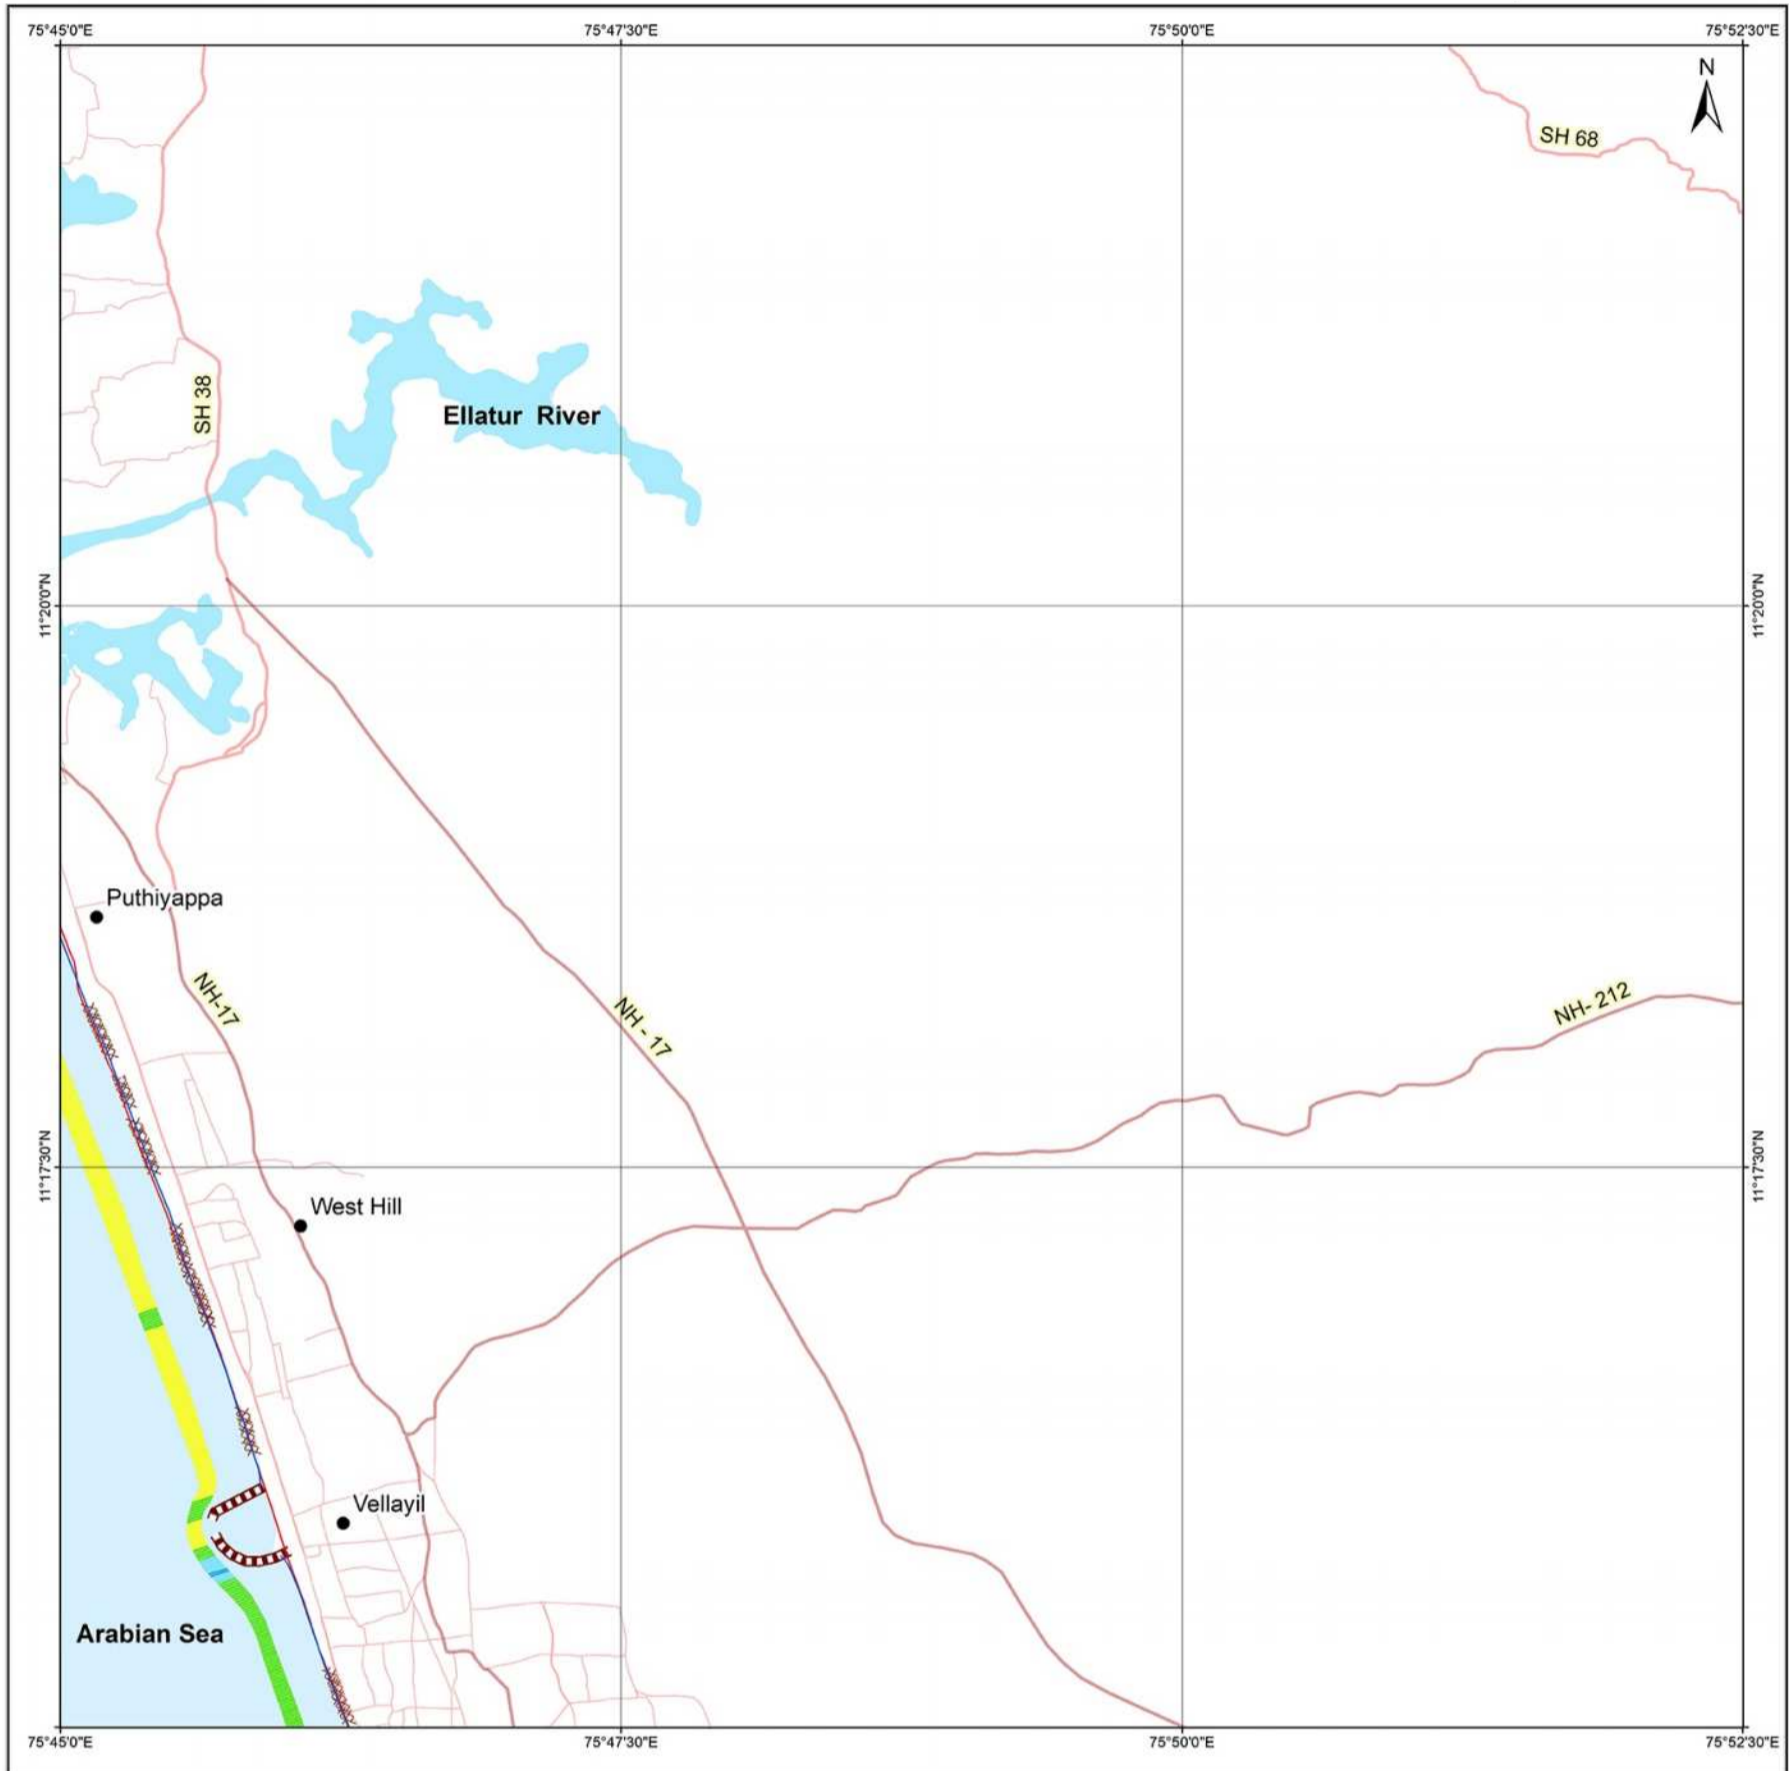 75°45'0"E 75°47'30"E 75°50'0"E 75°52'30"E
N
SH 68
SH 38
Ellatur River
11°20'0"N 11°20'0"N
Puthiyappa
NH-17
NH - 17
NH- 212
11°17'30"N 11°17'30"N
West Hill
Vellayil
Arabian Sea
75°45'0"E 75°47'30"E 75°50'0"E 75°52'30"E